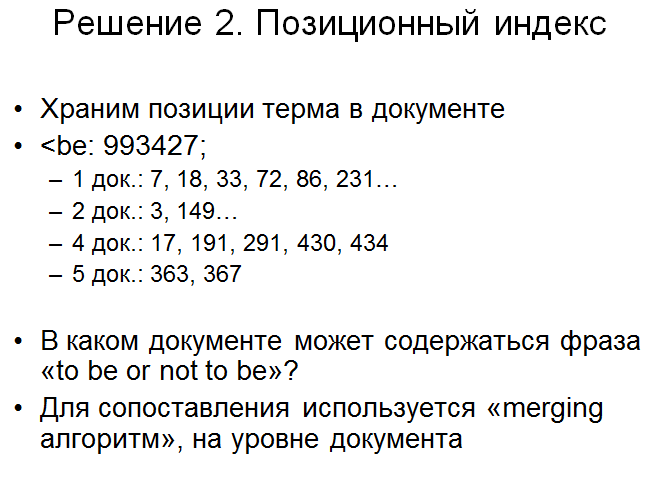 Решение 2. Позиционный индекс
• Храним позиции терма в документе
• <be: 993427;
– 1 док.: 7, 18, 33, 72, 86, 231…
– 2 док.: 3, 149…
– 4 док.: 17, 191, 291, 430, 434
– 5 док.: 363, 367
• В каком документе может содержаться фраза
«to be or not to be»?
• Для сопоставления используется «merging
алгоритм», на уровне документа